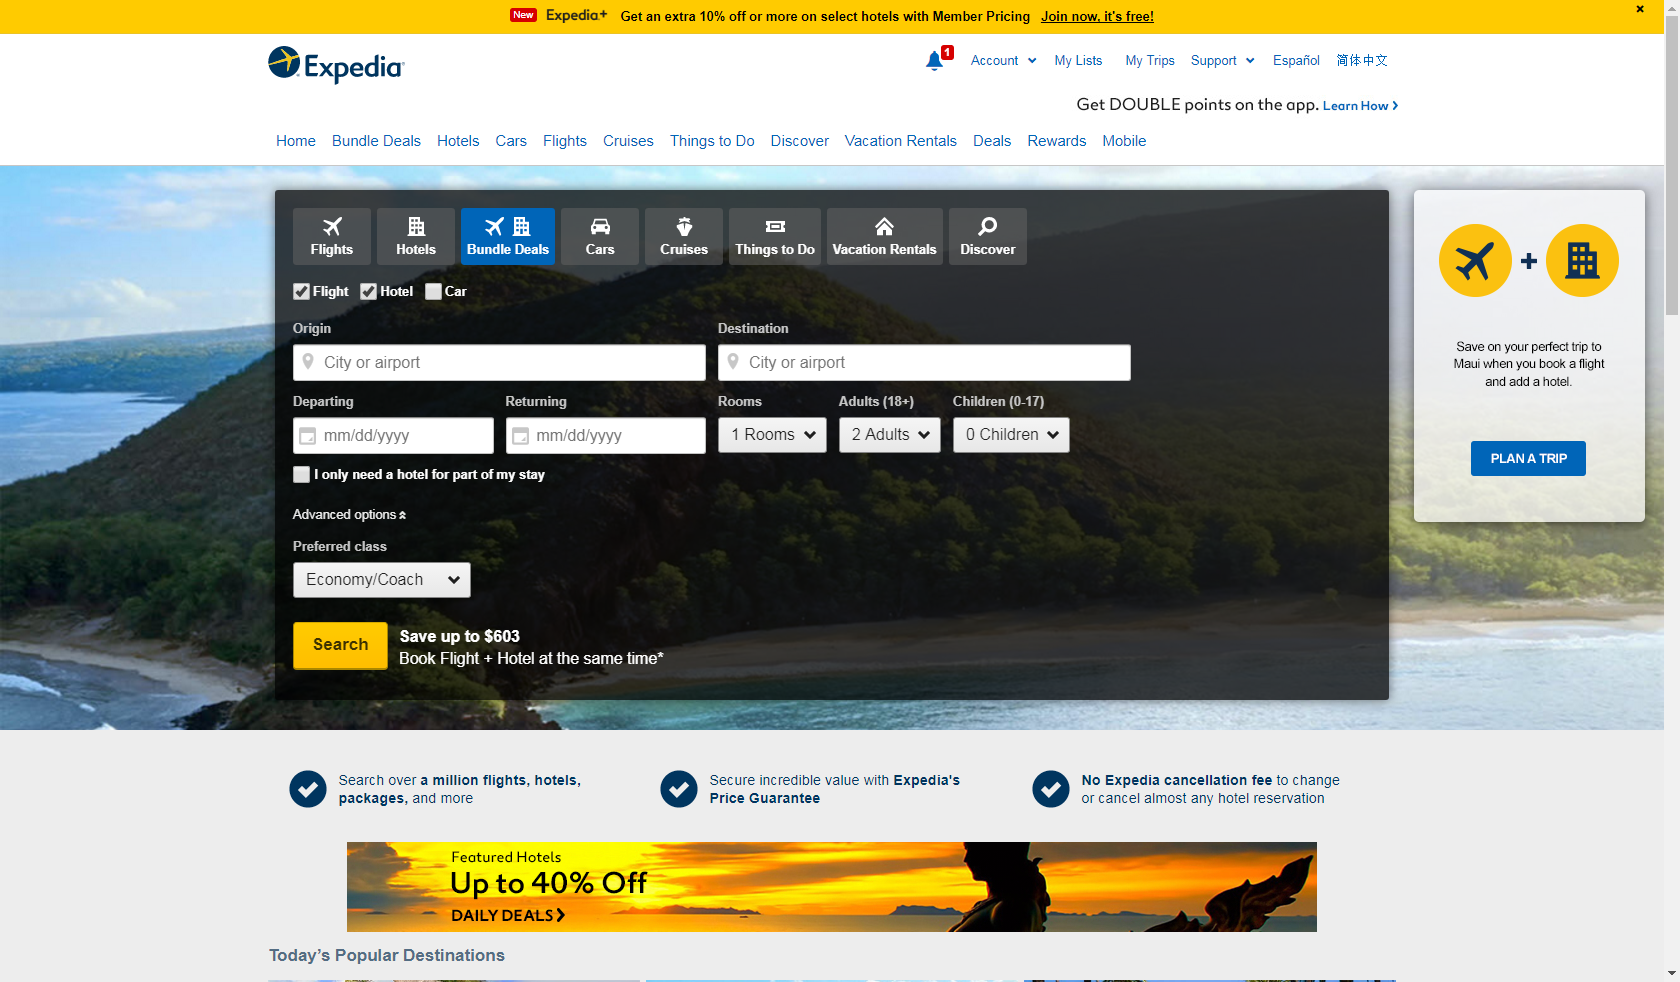 New Expedia+ Get an extra 10% off or more on select hotels with Member Pricing Join now, it's free!
Expedia
1 Account My Lists My Trips Support Español 简体中文
Get DOUBLE points on the app. Learn How
Home Bundle Deals Hotels Cars Flights Cruises Things to Do Discover Vacation Rentals Deals Rewards Mobile
Flights Hotels Bundle Deals Cars Cruises Things to Do Vacation Rentals Discover
Flight Hotel Car
Origin Destination
City or airport City or airport
Departing Returning Rooms Adults (18+) Children (0-17)
mm/dd/yyyy mm/dd/yyyy 1 Rooms 2 Adults 0 Children
I only need a hotel for part of my stay
Advanced options
Preferred class
Economy/Coach
Search
Save up to $603
Book Flight + Hotel at the same time*
Save on your perfect trip to
Maui when you book a flight
and add a hotel.
PLAN A TRIP
Search over a million flights, hotels,
packages, and more
Secure incredible value with Expedia's
Price Guarantee
No Expedia cancellation fee to change
or cancel almost any hotel reservation
Featured Hotels
Up to 40% Off
DAILY DEALS
Today's Popular Destinations